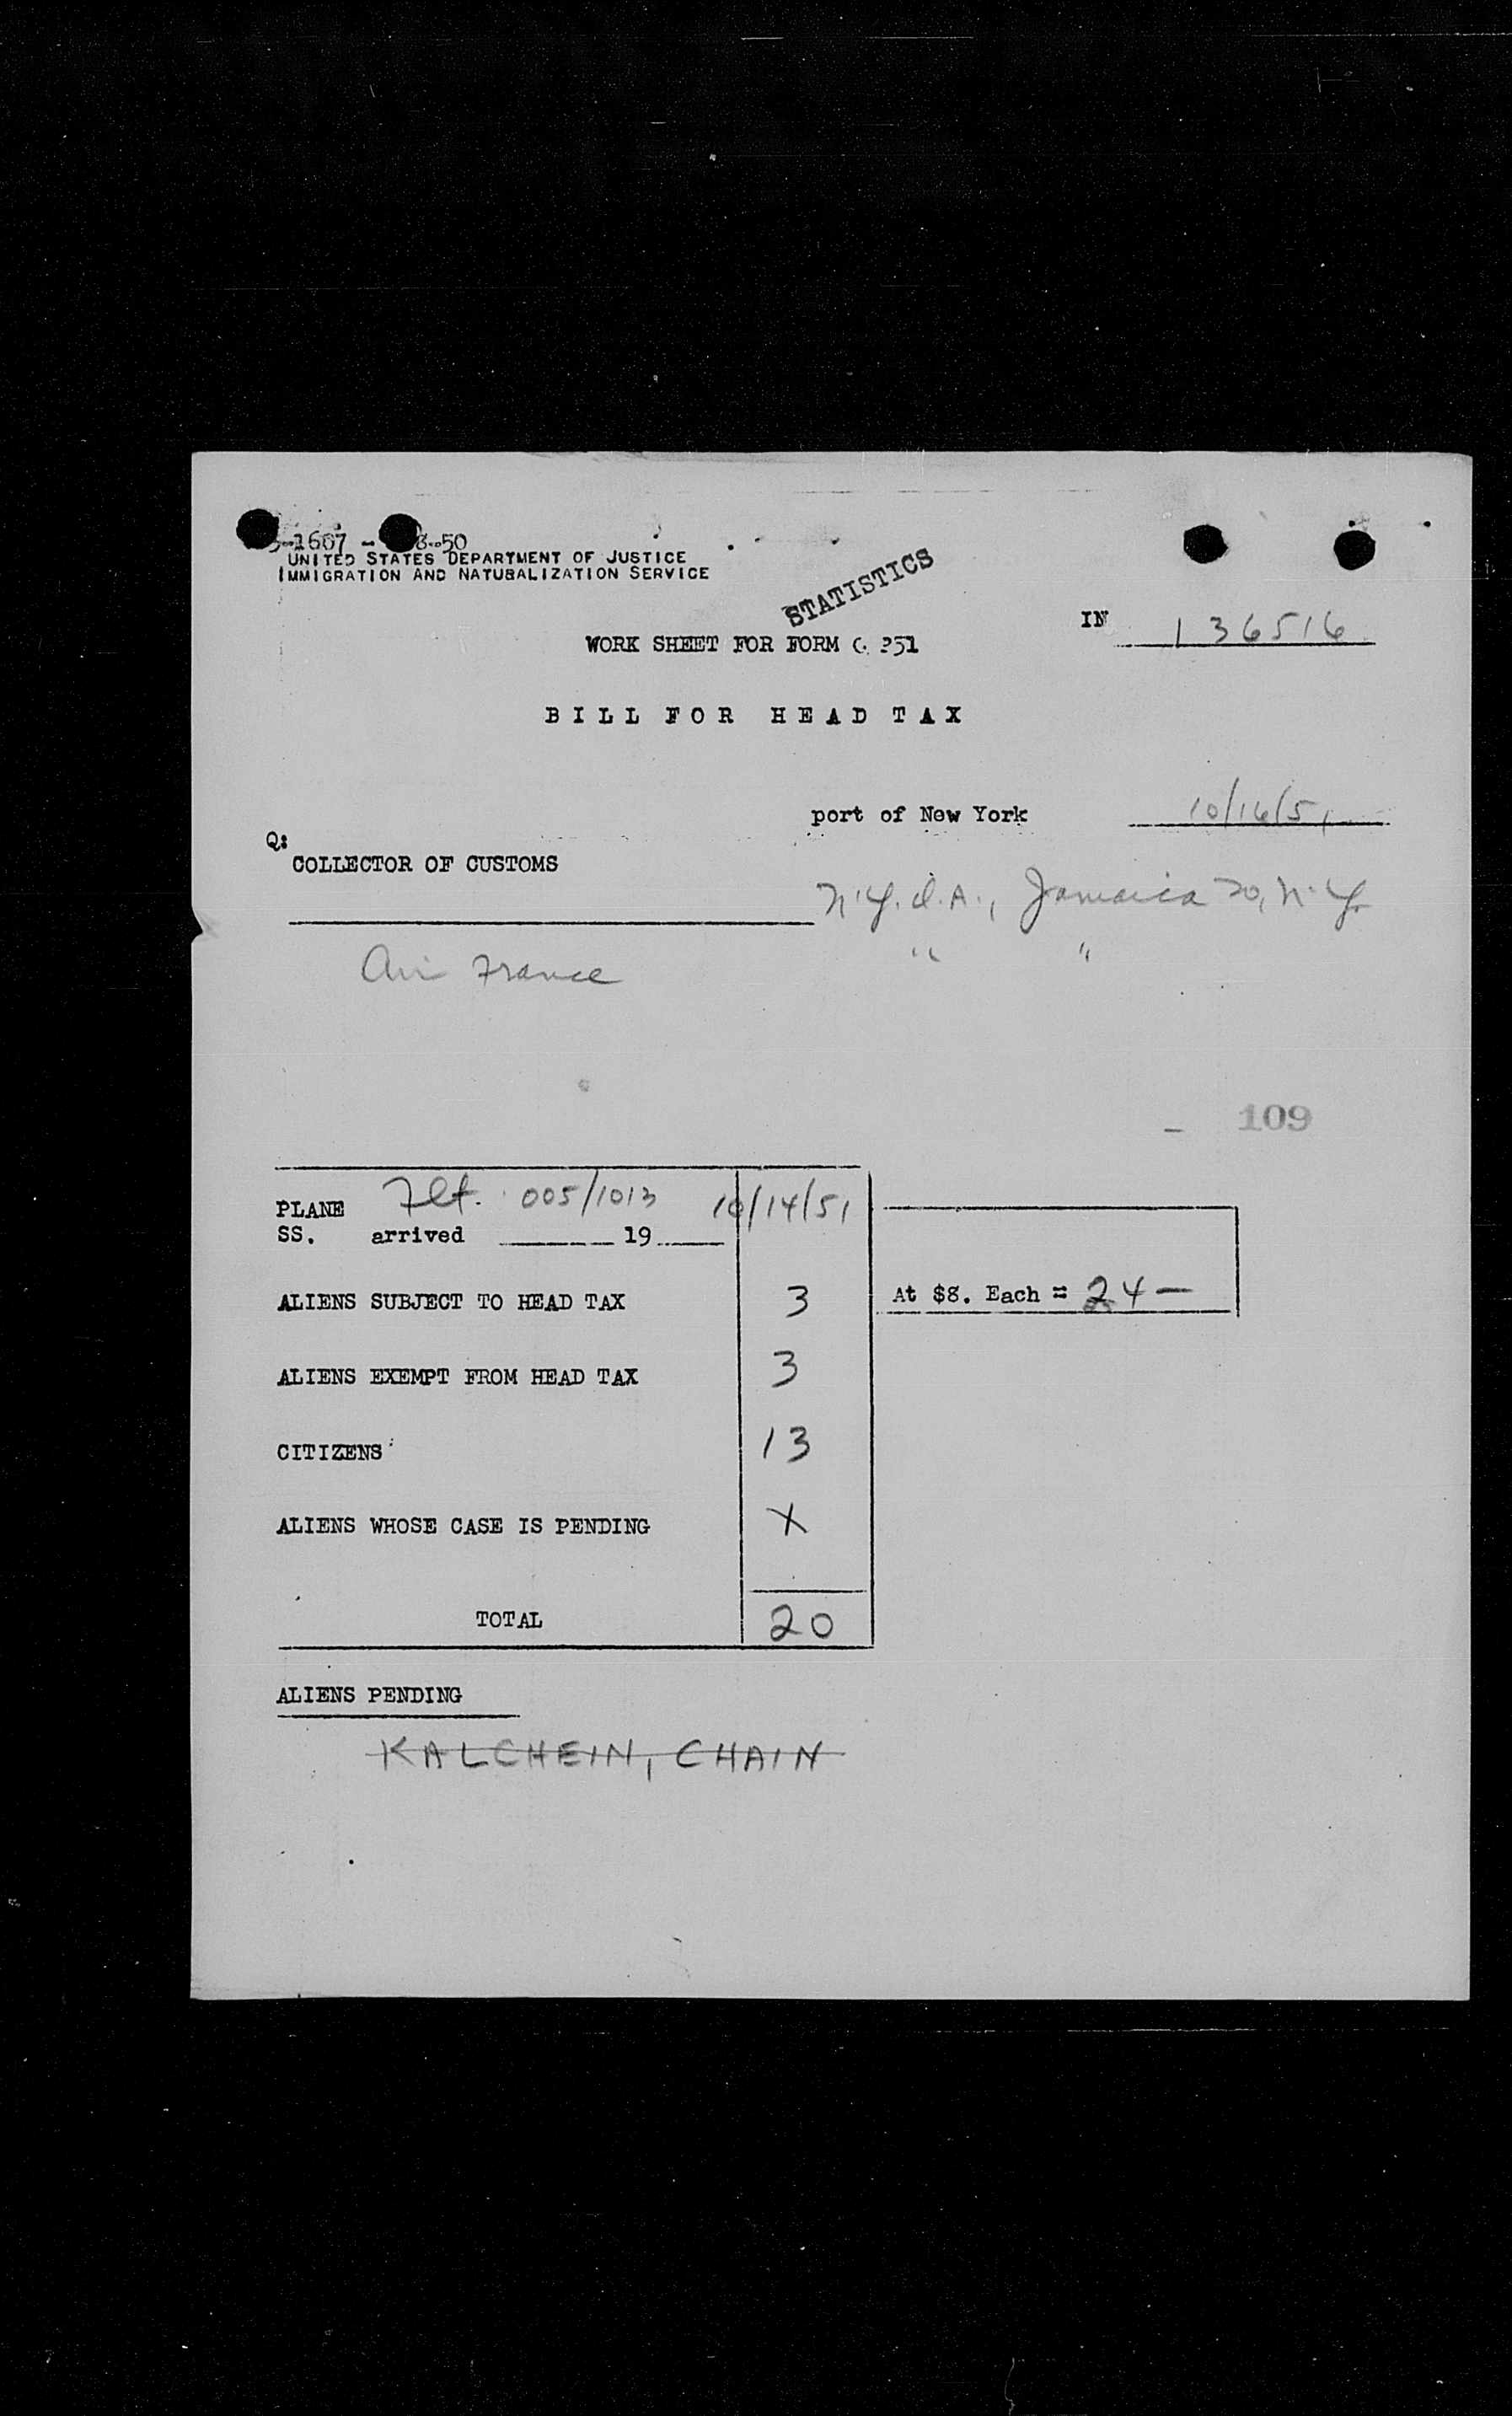 -1607 - 8-50
UNITED STATES DEPARTMENT OF JUSTICE
IMMIGRATION AND NATURALIZATION SERVICE
STATISTICS
IN 136516
WORK SHEET FOR FORM G 351
BILL FOR HEAD TAX
port of New York 10/16/51
Q:
COLLECTOR OF CUSTOMS
N.Y.I.A., Jamaica 20, N.Y.
Air France " "
109
PLANE Flt. 005/1013 10/14/51
SS. arrived 19
ALIENS SUBJECT TO HEAD TAX 3 At $8. Each = 24 —
ALIENS EXEMPT FROM HEAD TAX 3
CITIZENS 13
ALIENS WHOSE CASE IS PENDING X
TOTAL 20
ALIENS PENDING
KALCHEIN, CHAIN